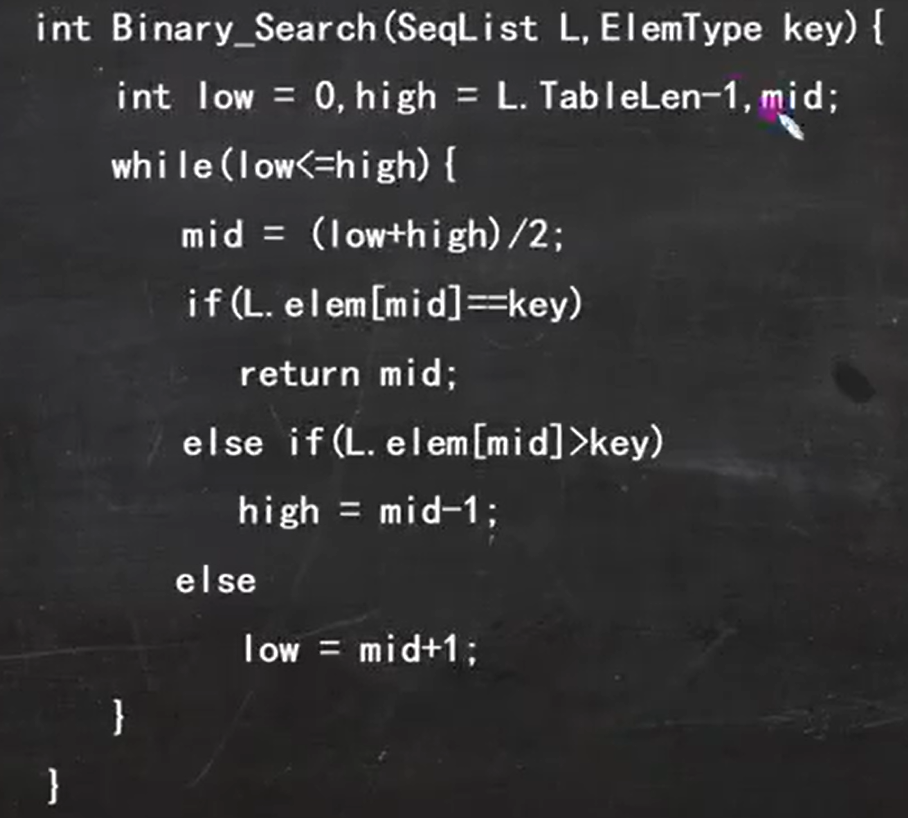 int Binary_Search(SeqList L,ElemType key){
int low = 0,high = L.TableLen-1,mid;
while(low<=high){
mid = (low+high)/2;
if(L.elem[mid]==key)
return mid;
else if(L.elem[mid]>key)
high = mid-1;
else
low = mid+1;
}
}